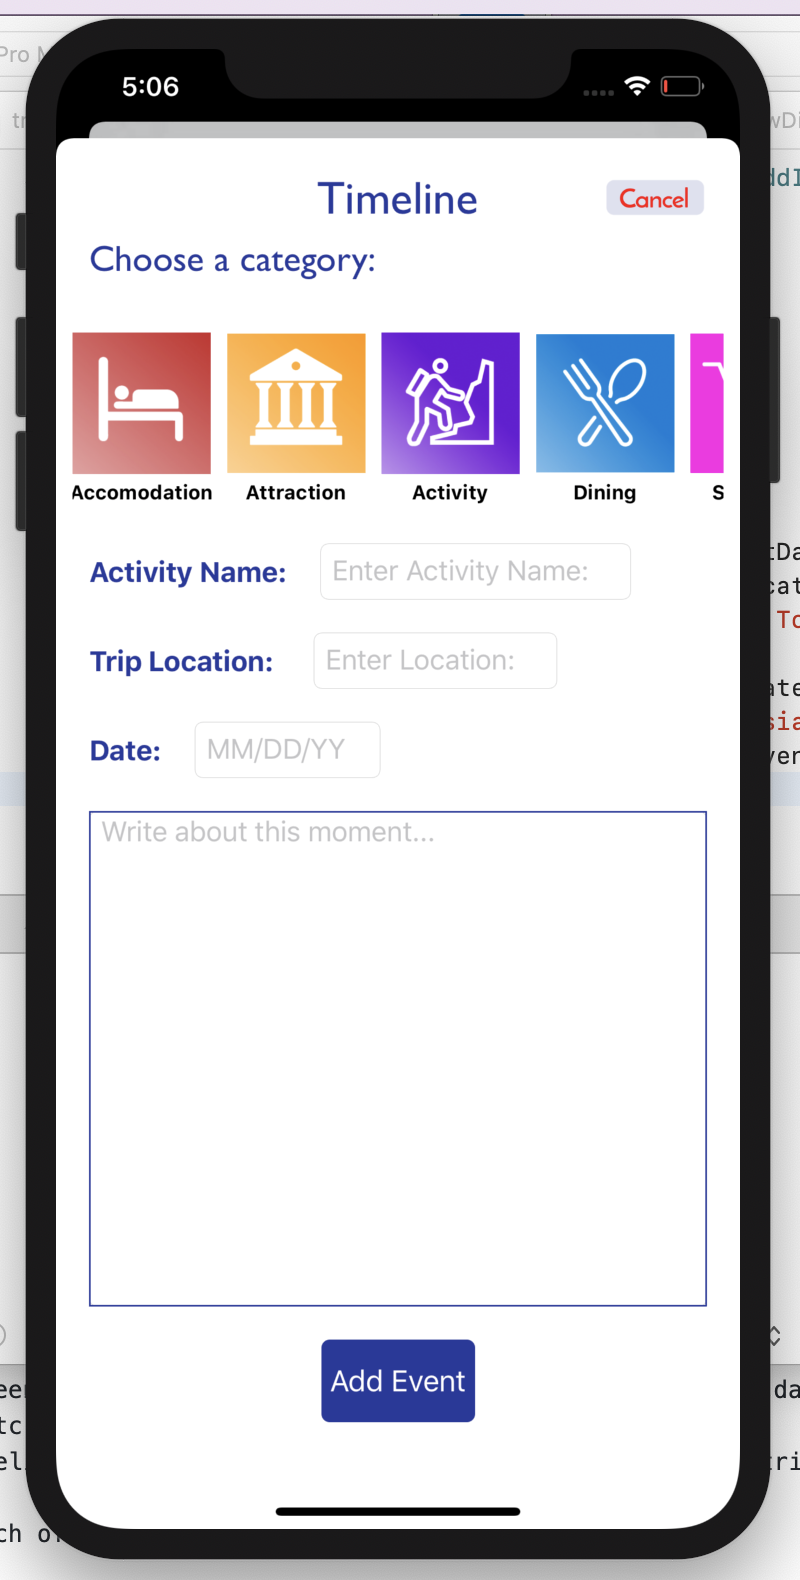 Pro
5:06
Timeline
Cancel
Choose a category:
Accomodation
Attraction
Activity
Dining
S
Activity Name:
Enter Activity Name:
Trip Location:
Enter Location:
Date:
MM/DD/YY
Write about this moment...
Add Event